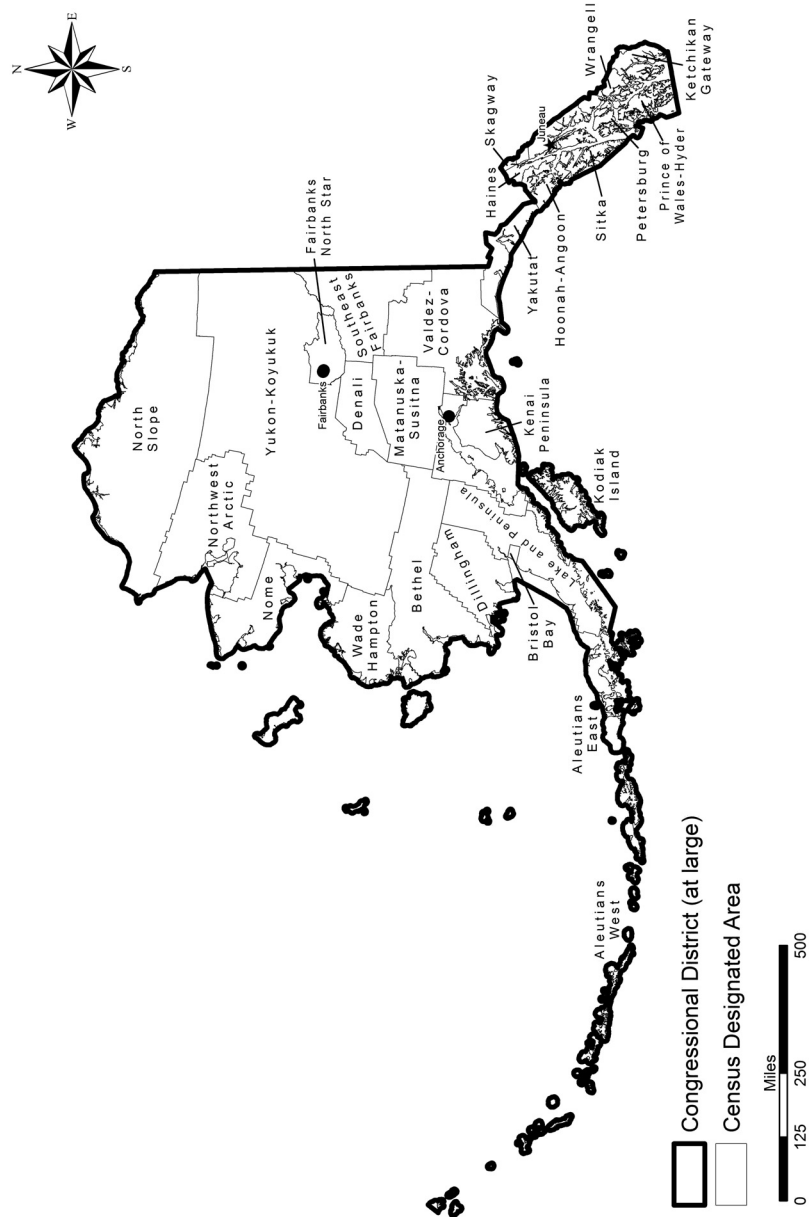 N
E
S
W
North
Slope
Northwest
Arctic
Yukon-Koyukuk
Nome
Fairbanks
North Star
Fairbanks
Southeast
Fairbanks
Denali
Wade
Hampton
Matanuska-
Susitna
Bethel
Valdez-
Cordova
Anchorage
Dillingham
Bristol
Bay
Lake and Peninsula
Kenai
Peninsula
Kodiak
Island
Aleutians
East
Aleutians
West
Skagway
Haines
Juneau
Yakutat
Hoonah-Angoon
Sitka
Petersburg
Wrangell
Prince of
Wales-Hyder
Ketchikan
Gateway
Congressional District (at large)
Census Designated Area
Miles
0 125 250 500